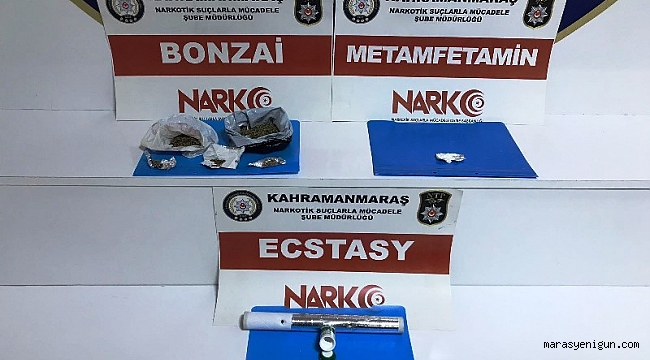 KAHRAMANMARAŞ
NARKOTİK SUÇLARLA MÜCADELE
ŞUBE MÜDÜRLÜĞÜ
BONZAİ
NARKO
KAHRAMANMARAŞ
NARKOTİK SUÇLARLA MÜCADELE
ŞUBE MÜDÜRLÜĞÜ
METAMFETAMİN
NARKO
KAHRAMANMARAŞ
NARKOTİK SUÇLARLA MÜCADELE
ŞUBE MÜDÜRLÜĞÜ
ECSTASY
NARKO
marasyenigun.com